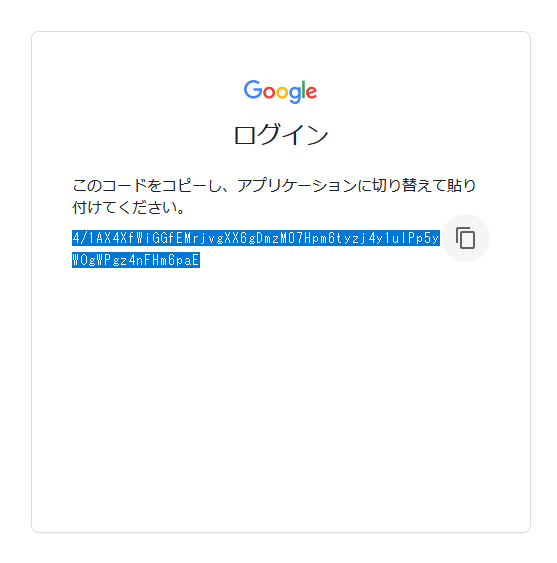 Google
ログイン
このコードをコピーし、アプリケーションに切り替えて貼り
付けてください。
4/1AX4XfWiGGfEMrjvgXX6gDmzMO7Hpm6tyzj4y1ulPp5y
WOgWPgz4nFHm6paE